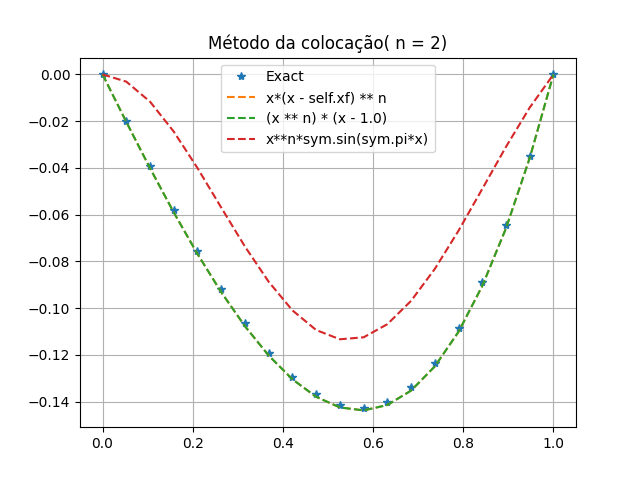 Método da colocação( n = 2)
0.00
−0.02
−0.04
−0.06
−0.08
−0.10
−0.12
−0.14
Exact
x*(x - self.xf) ** n
(x ** n) * (x - 1.0)
x**n*sym.sin(sym.pi*x)
0.0 0.2 0.4 0.6 0.8 1.0